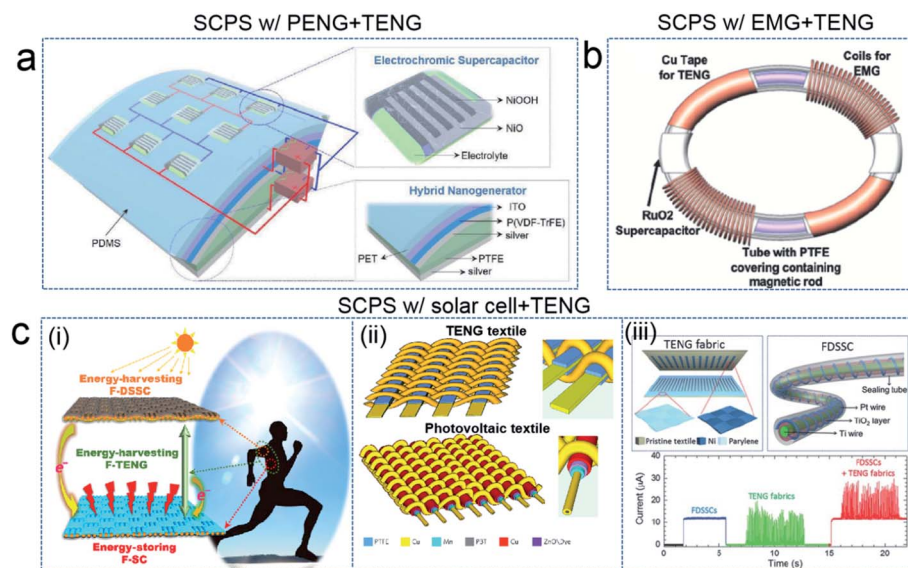 SCPS w/ PENG+TENG
a
Electrochromic Supercapacitor
NiOOH
NiO
Electrolyte
Hybrid Nanogenerator
ITO
P(VDF-TrFE)
silver
PET
PTFE
silver
PDMS
SCPS w/ EMG+TENG
b
Cu Tape
for TENG
Coils for
EMG
RuO2
Supercapacitor
Tube with PTFE
covering containing
magnetic rod
SCPS w/ solar cell+TENG
c
(i)
Energy-harvesting
F-DSSC
Energy-harvesting
F-TENG
e⁻
e⁻
Energy-storing
F-SC
(ii)
TENG textile
Photovoltaic textile
PTFE
Cu
Mn
PBT
Cu
ZnO\Dye
(iii)
TENG fabric
Pristine textile
Ni
Parylene
FDSSC
Sealing tube
Pt wire
TiO₂ layer
Ti wire
Current (μA)
40
30
20
10
0
FDSSCs
TENG fabrics
FDSSCs
+ TENG fabrics
0
5
10
15
20
Time (s)